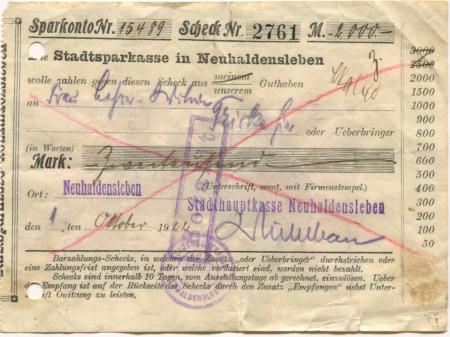 Sparkonto Nr. 15489 Scheck Nr. 2761 M. -2000.-
Die Stadtsparkasse in Neuhaldensleben
wolle zahlen gegen diesen Scheck aus meinem unserem Guthaben
an Frau
oder Ueberbringer
(in Worten)
Mark: Zweitausend
Ort: Neuhaldensleben
(Unterschrift, event. mit Firmenstempel.)
Stadthauptkasse Neuhaldensleben
den 1. ten Oktober 1922
3000
2500
2000
1500
1000
900
800
700
600
500
400
300
200
100
50
Barzahlungs-Schecks, in welchen der Zusatz „oder Ueberbringer" durchstrichen oder
eine Zahlungsfrist angegeben ist, oder welche vordatiert sind, werden nicht bezahlt.
Schecks sind innerhalb 10 Tagen, vom Ausstellungstage ab gerechnet, einzulösen. Ueber
den Empfang ist auf der Rückseite des Schecks durch den Zusatz „Empfangen" nebst Unter-
schrift Quittung zu leisten.